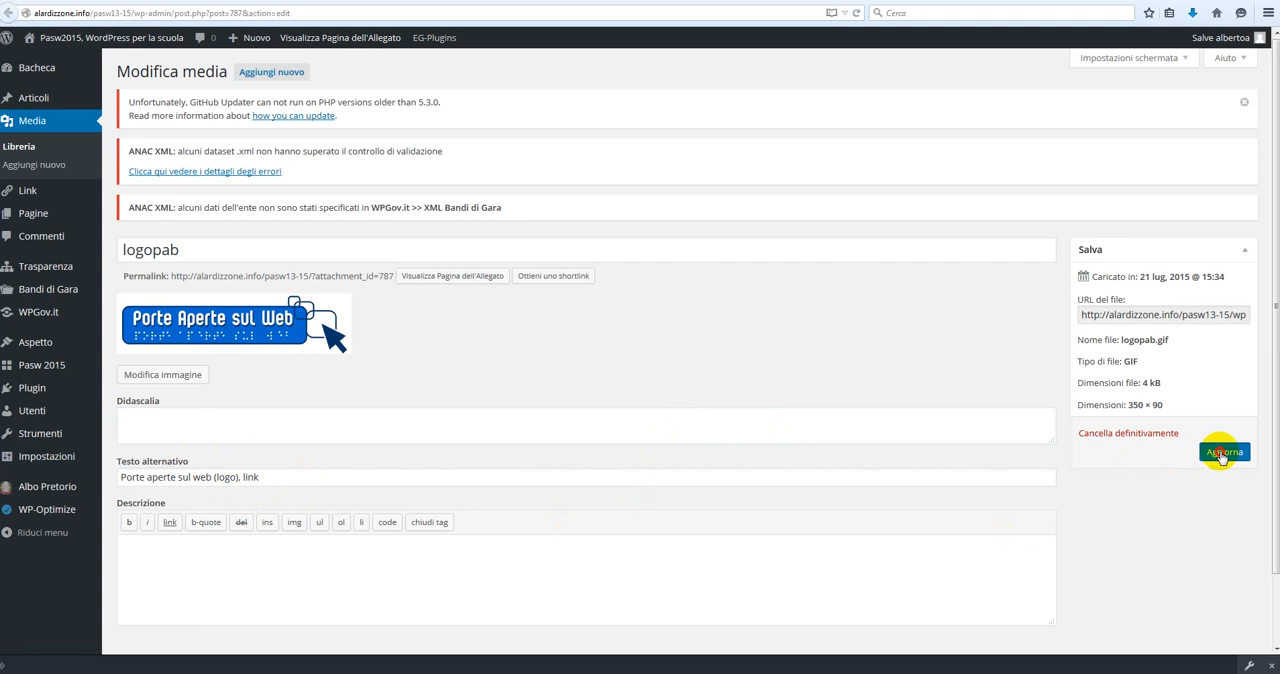 alardizzone.info/pasw13-15/wp-admin/post.php?post=787&action=edit
Cerca
Pasw2015, WordPress per la scuola
0
Nuovo
Visualizza Pagina dell'Allegato
EG-Plugins
Salve albertoa
Bacheca
Articoli
Media
Libreria
Aggiungi nuovo
Link
Pagine
Commenti
Trasparenza
Bandi di Gara
WPGov.it
Aspetto
Pasw 2015
Plugin
Utenti
Strumenti
Impostazioni
Albo Pretorio
WP-Optimize
Riduci menu
Impostazioni schermata
Aiuto
Modifica media
Aggiungi nuovo
Unfortunately, GitHub Updater can not run on PHP versions older than 5.3.0.
Read more information about how you can update.
ANAC XML: alcuni dataset .xml non hanno superato il controllo di validazione
Clicca qui vedere i dettagli degli errori
ANAC XML: alcuni dati dell'ente non sono stati specificati in WPGov.it >> XML Bandi di Gara
logopab
Permalink: http://alardizzone.info/pasw13-15/?attachment_id=787
Visualizza Pagina dell'Allegato
Ottieni uno shortlink
Porte Aperte sul Web
Modifica immagine
Didascalia
Testo alternativo
Porte aperte sul web (logo), link
Descrizione
b
i
link
b-quote
del
ins
img
ul
ol
li
code
chiudi tag
Salva
Caricato in: 21 lug, 2015 @ 15:34
URL del file:
http://alardizzone.info/pasw13-15/wp
Nome file: logopab.gif
Tipo di file: GIF
Dimensioni file: 4 kB
Dimensioni: 350 × 90
Cancella definitivamente
Aggiorna